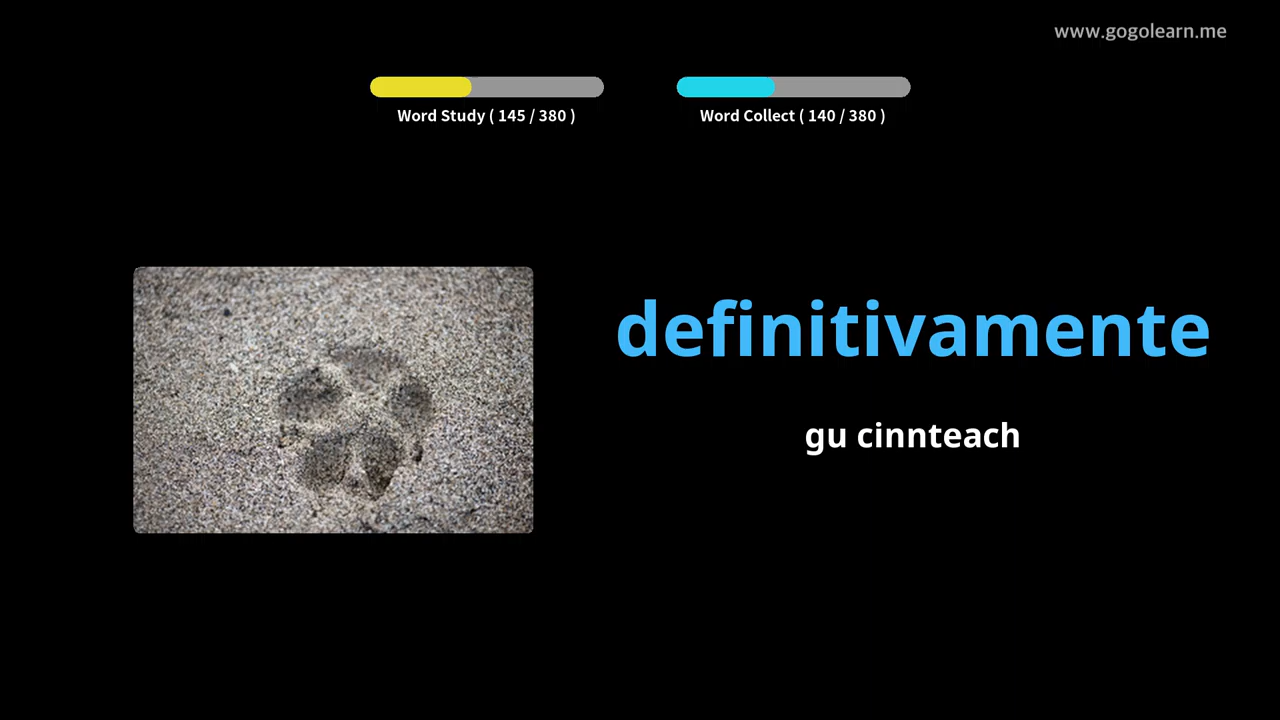 www.gogolearn.me
Word Study ( 145 / 380 )
Word Collect ( 140 / 380 )
definitivamente
gu cinnteach